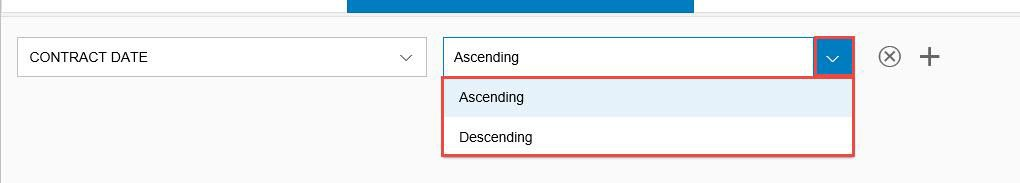 CONTRACT DATE
Ascending
Ascending
Descending